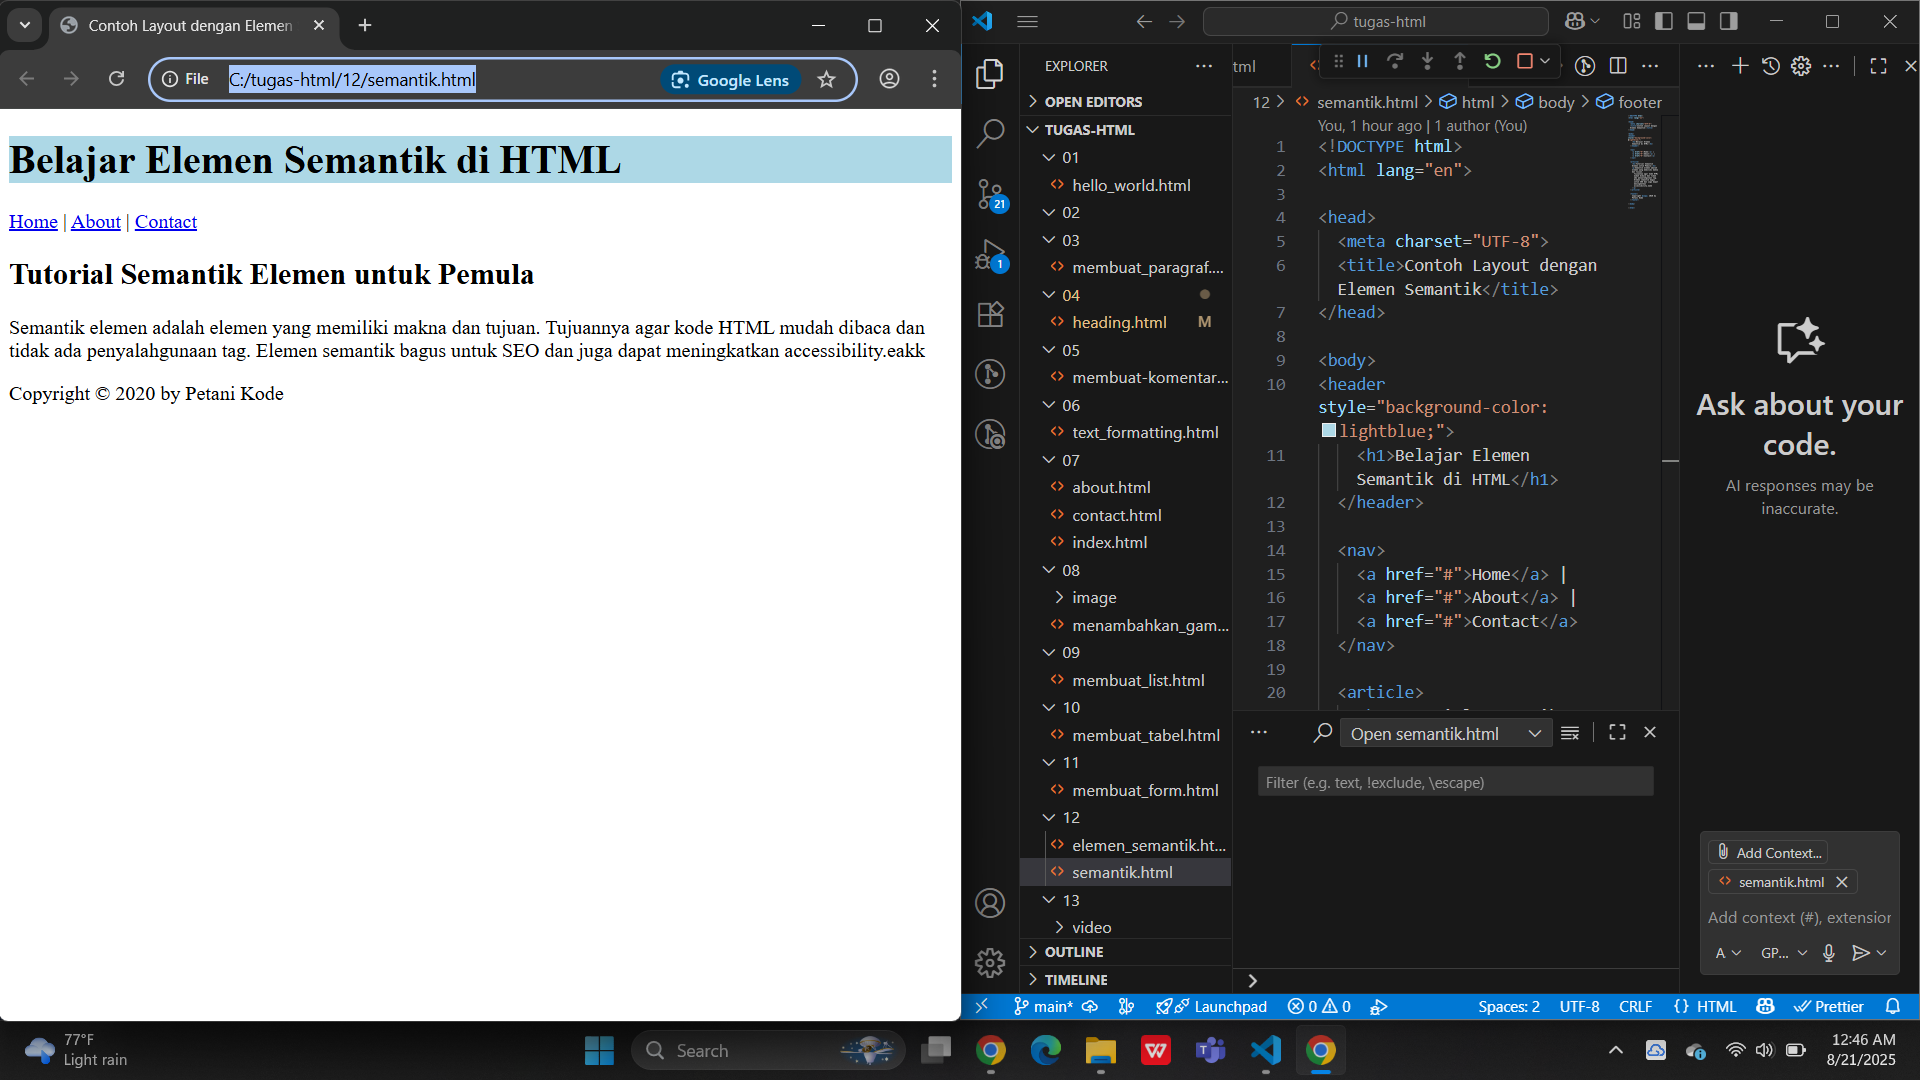 Contoh Layout dengan Elemen
File
C:/tugas-html/12/semantik.html
Google Lens
Belajar Elemen Semantik di HTML
Home | About | Contact
Tutorial Semantik Elemen untuk Pemula
Semantik elemen adalah elemen yang memiliki makna dan tujuan. Tujuannya agar kode HTML mudah dibaca dan
tidak ada penyalahgunaan tag. Elemen semantik bagus untuk SEO dan juga dapat meningkatkan accessibility.eakk
Copyright © 2020 by Petani Kode
tugas-html
21
1
EXPLORER
OPEN EDITORS
TUGAS-HTML
01
hello_world.html
02
03
membuat_paragraf....
04
heading.html M
05
membuat-komentar...
06
text_formatting.html
07
about.html
contact.html
index.html
08
image
menambahkan_gam...
09
membuat_list.html
10
membuat_tabel.html
11
membuat_form.html
12
elemen_semantik.ht...
semantik.html
13
video
OUTLINE
TIMELINE
tml
12 > semantik.html > html > body > footer
You, 1 hour ago | 1 author (You)
1 <!DOCTYPE html>
2 <html lang="en">
3
4 <head>
5 <meta charset="UTF-8">
6 <title>Contoh Layout dengan
Elemen Semantik</title>
7 </head>
8
9 <body>
10 <header
style="background-color:
lightblue;">
11 <h1>Belajar Elemen
Semantik di HTML</h1>
12 </header>
13
14 <nav>
15 <a href="#">Home</a> |
16 <a href="#">About</a> |
17 <a href="#">Contact</a>
18 </nav>
19
20 <article>
Open semantik.html
Filter (e.g. text, !exclude, \escape)
Ask about your
code.
AI responses may be
inaccurate.
Add Context...
semantik.html
Add context (#), extension
A
GP...
main*
Launchpad
0
0
Spaces: 2
UTF-8
CRLF
{} HTML
Prettier
77°F
Light rain
Search
12:46 AM
8/21/2025